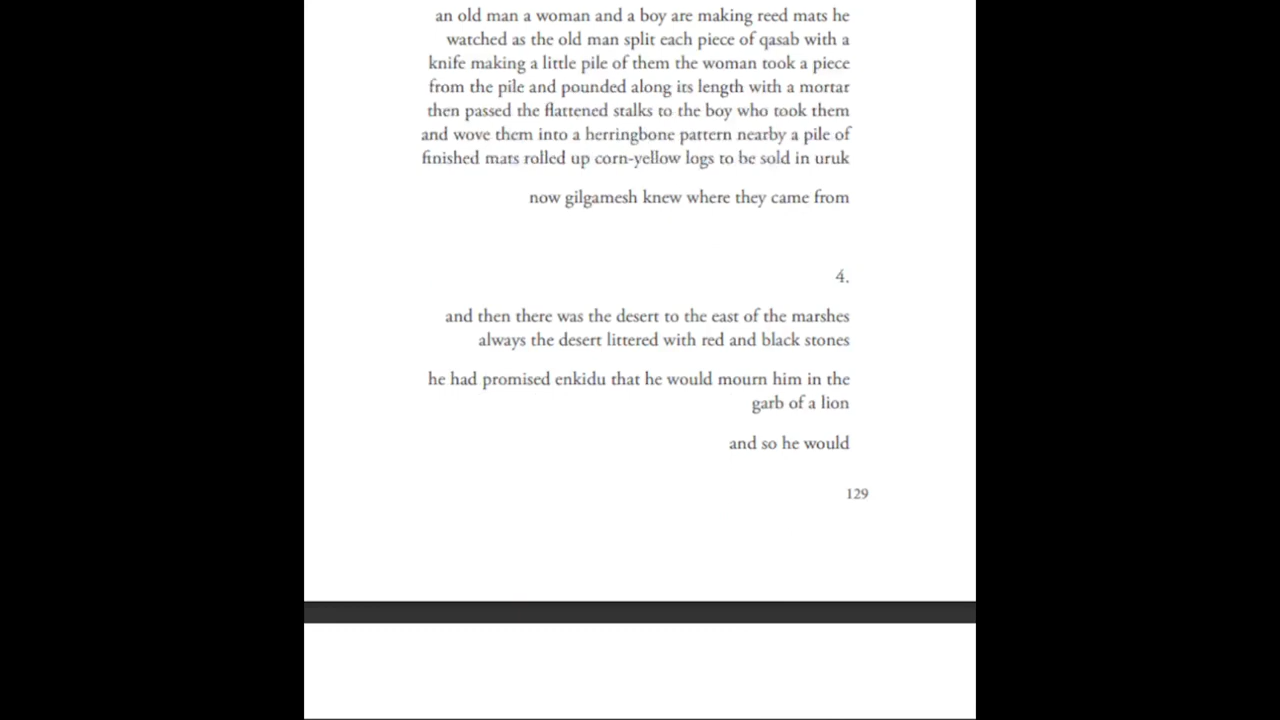 an old man a woman and a boy are making reed mats he
watched as the old man split each piece of qasab with a
knife making a little pile of them the woman took a piece
from the pile and pounded along its length with a mortar
then passed the flattened stalks to the boy who took them
and wove them into a herringbone pattern nearby a pile of
finished mats rolled up corn-yellow logs to be sold in uruk
now gilgamesh knew where they came from
4.
and then there was the desert to the east of the marshes
always the desert littered with red and black stones
he had promised enkidu that he would mourn him in the
garb of a lion
and so he would
129